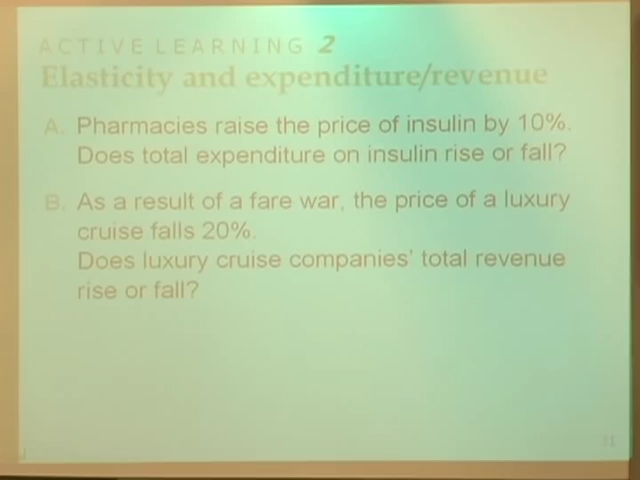 ACTIVE LEARNING 2
Elasticity and expenditure/revenue
A. Pharmacies raise the price of insulin by 10%.
Does total expenditure on insulin rise or fall?
B. As a result of a fare war, the price of a luxury
cruise falls 20%.
Does luxury cruise companies' total revenue
rise or fall?
31